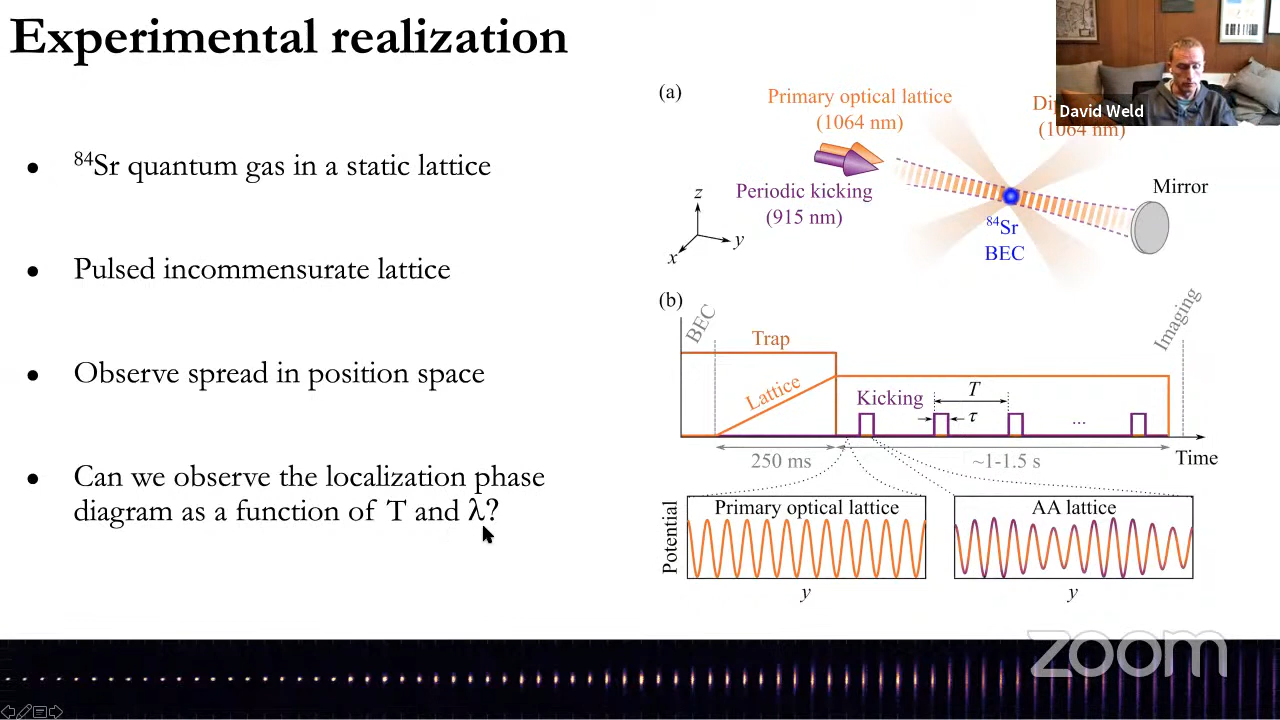 Experimental realization
David Weld
• ⁸⁴Sr quantum gas in a static lattice
• Pulsed incommensurate lattice
• Observe spread in position space
• Can we observe the localization phase
diagram as a function of T and λ?
(a)
Primary optical lattice
(1064 nm)
(1064 nm)
Periodic kicking
(915 nm)
Mirror
⁸⁴Sr
BEC
z
y
x
(b)
BEC
Trap
Lattice
Kicking
T
τ
...
Imaging
250 ms
~1-1.5 s
Time
Potential
Primary optical lattice
AA lattice
y
y
zoom